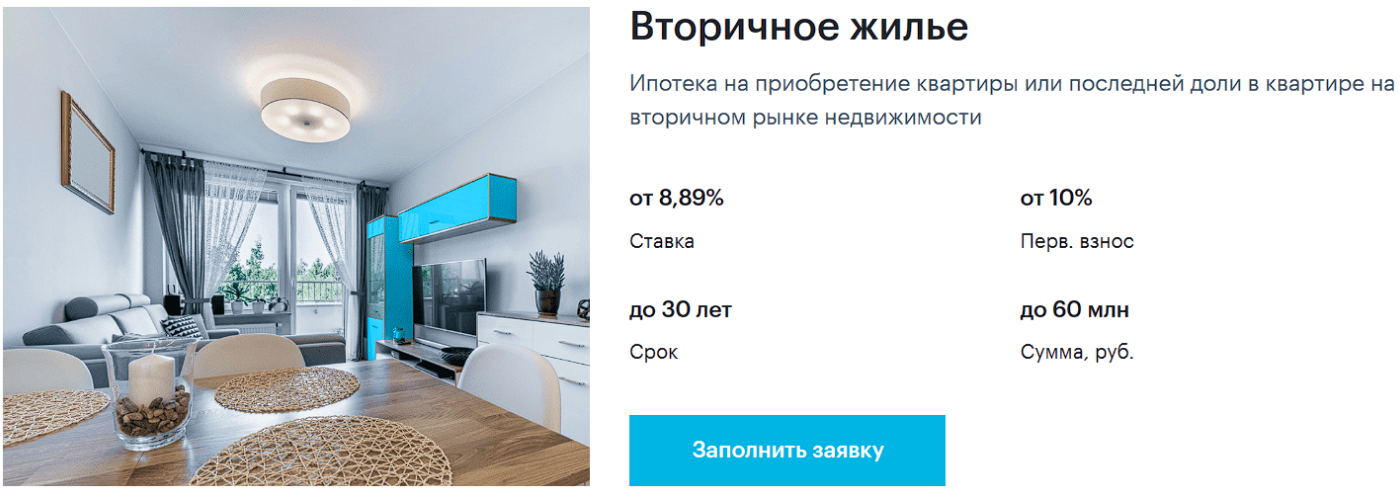 Вторичное жилье
Ипотека на приобретение квартиры или последней доли в квартире на
вторичном рынке недвижимости
от 8,89%
Ставка
от 10%
Перв. взнос
до 30 лет
Срок
до 60 млн
Сумма, руб.
Заполнить заявку